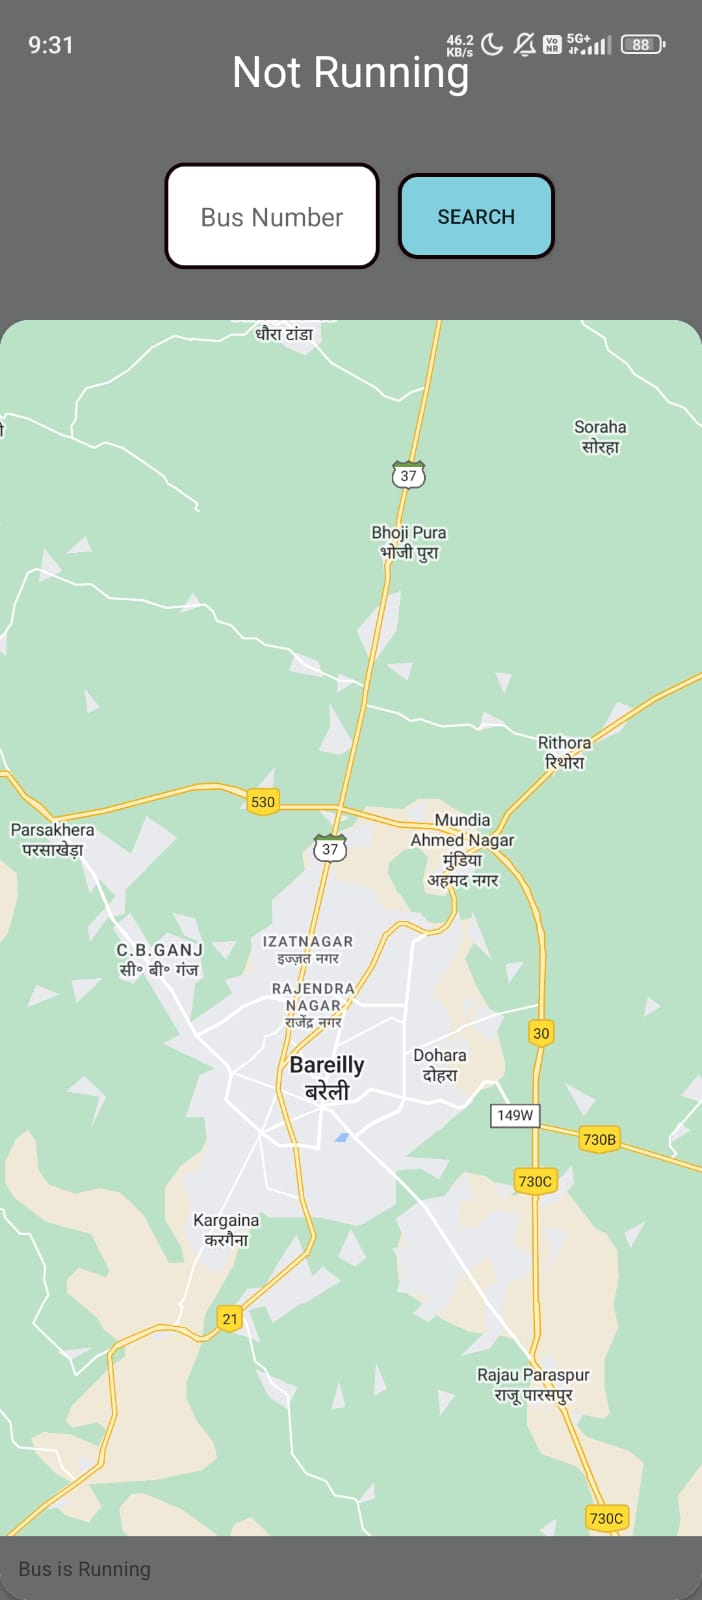 9:31
46.2
KB/s
Vo
NR
5G+
88
Not Running
Bus Number
SEARCH
धौरा टांडा
Soraha
सोरहा
37
Bhoji Pura
भोजी पुरा
Rithora
रिथोरा
530
Parsakhera
परसाखेड़ा
Mundia
Ahmed Nagar
मुंडिया
अहमद नगर
37
C.B.GANJ
सी॰ बी॰ गंज
IZATNAGAR
इज्ज़त नगर
RAJENDRA
NAGAR
राजेंद्र नगर
30
Bareilly
बरेली
Dohara
दोहरा
149W
730B
730C
Kargaina
करगैना
21
Rajau Paraspur
राजू पारसपुर
730C
Bus is Running